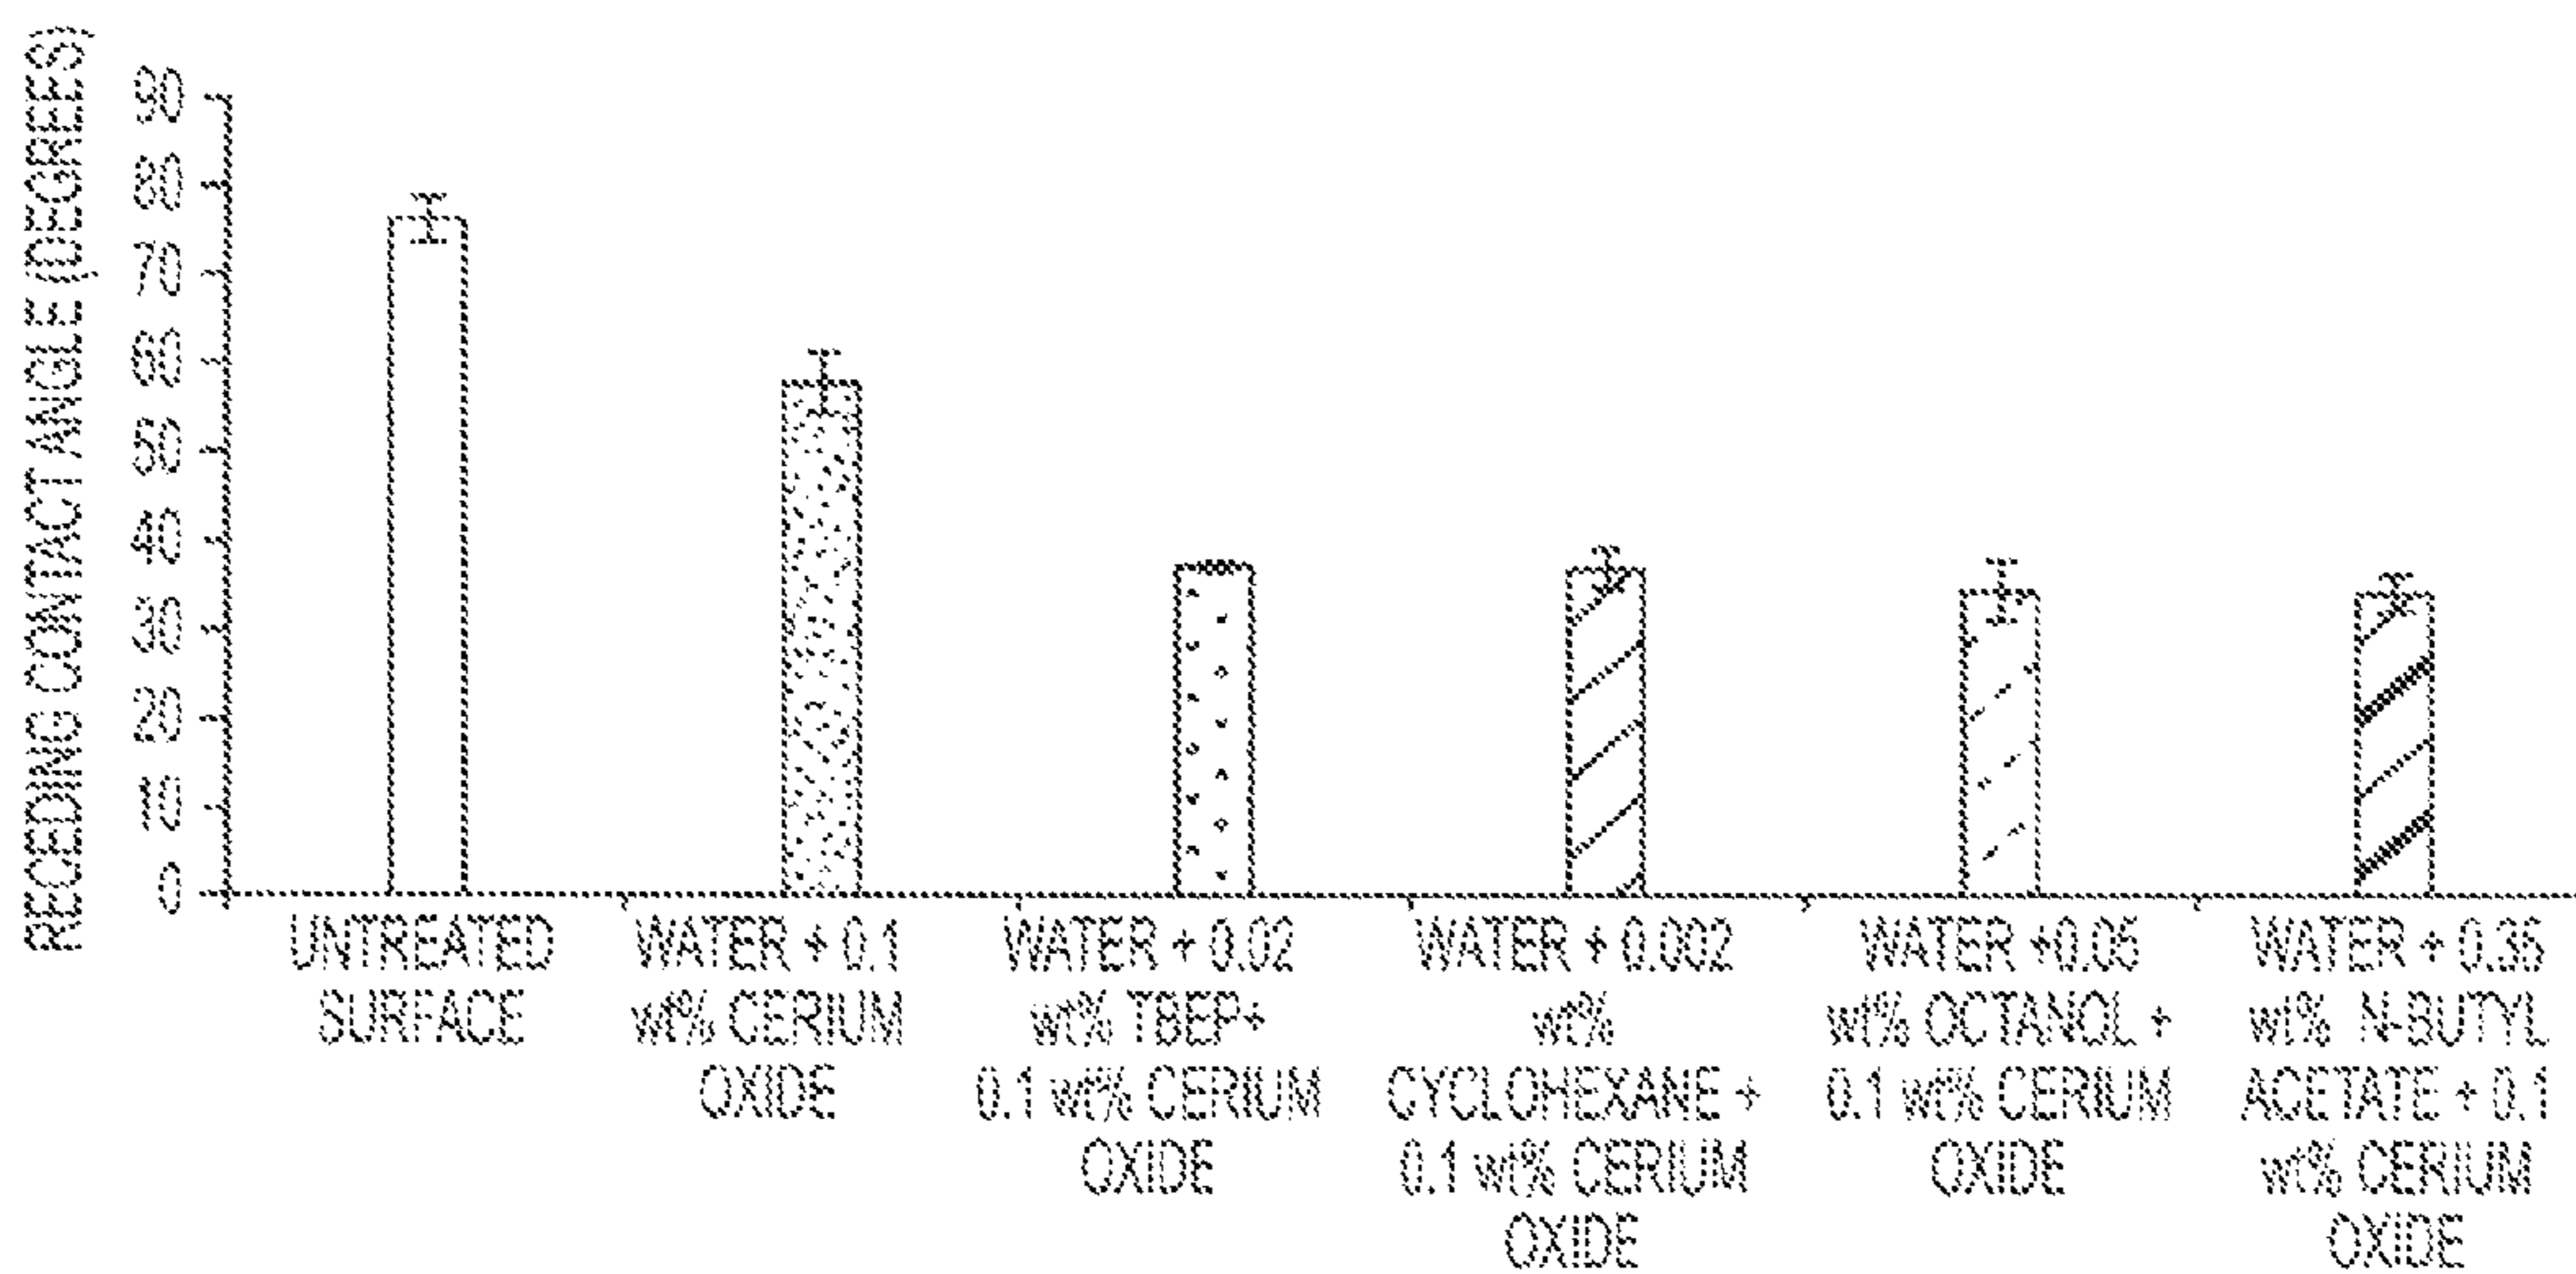 RECEDING CONTACT ANGLE (DEGREES)
90
80
70
60
50
40
30
20
10
0
UNTREATED
SURFACE
WATER + 0.1
wt% CERIUM
OXIDE
WATER + 0.02
wt% TBEP+
0.1 wt% CERIUM
OXIDE
WATER + 0.002
wt%
CYCLOHEXANE +
0.1 wt% CERIUM
OXIDE
WATER +0.05
wt% OCTANOL +
0.1 wt% CERIUM
OXIDE
WATER + 0.35
wt% N-BUTYL
ACETATE + 0.1
wt% CERIUM
OXIDE